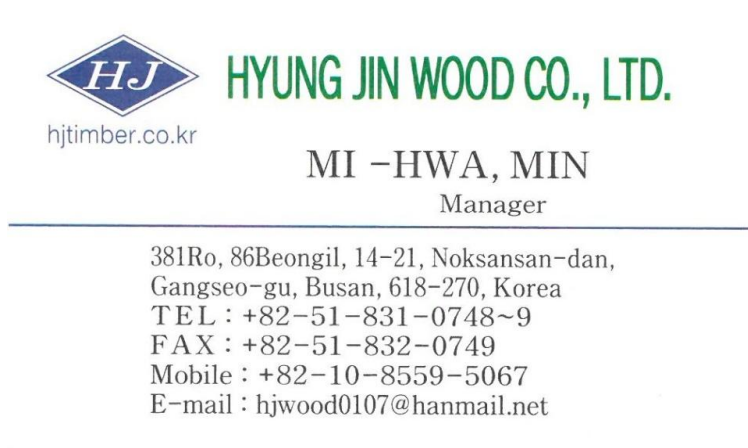 HJ
HYUNG JIN WOOD CO., LTD.
hjtimber.co.kr
MI -HWA, MIN
Manager
381Ro, 86Beongil, 14-21, Noksansan-dan,
Gangseo-gu, Busan, 618-270, Korea
TEL : +82-51-831-0748~9
FAX : +82-51-832-0749
Mobile : +82-10-8559-5067
E-mail : hjwood0107@hanmail.net